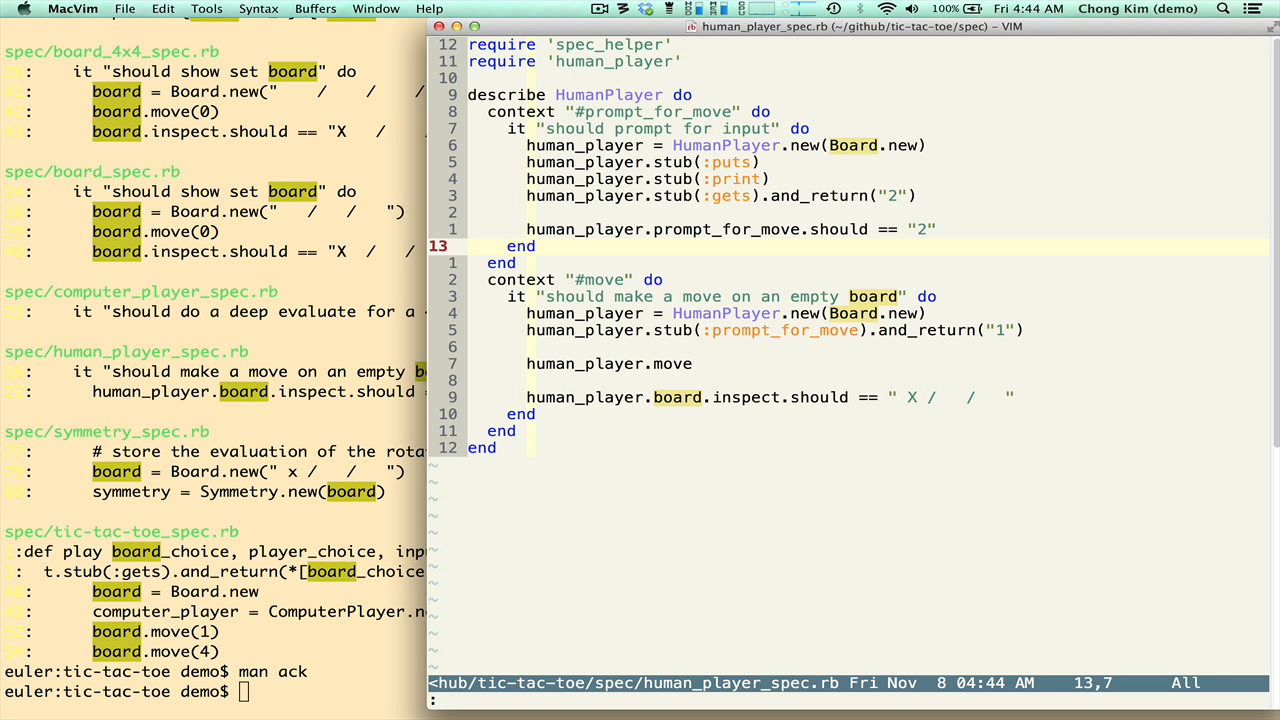 MacVim File Edit Tools Syntax Buffers Window Help 100% Fri 4:44 AM Chong Kim (demo)
spec/board_4x4_spec.rb
: it "should show set board" do
: board = Board.new(" / / /
: board.move(0)
: board.inspect.should == "X /
spec/board_spec.rb
: it "should show set board" do
: board = Board.new(" / / ")
: board.move(0)
: board.inspect.should == "X / /
spec/computer_player_spec.rb
: it "should do a deep evaluate for a
spec/human_player_spec.rb
: it "should make a move on an empty
: human_player.board.inspect.should
spec/symmetry_spec.rb
: # store the evaluation of the rota
: board = Board.new(" x / / ")
: symmetry = Symmetry.new(board)
spec/tic-tac-toe_spec.rb
:def play board_choice, player_choice, inp
: t.stub(:gets).and_return(*[board_choice
: board = Board.new
: computer_player = ComputerPlayer.n
: board.move(1)
: board.move(4)
euler:tic-tac-toe demo$ man ack
euler:tic-tac-toe demo$
human_player_spec.rb (~/github/tic-tac-toe/spec) – VIM
12 require 'spec_helper'
11 require 'human_player'
10
9 describe HumanPlayer do
8 context "#prompt_for_move" do
7 it "should prompt for input" do
6 human_player = HumanPlayer.new(Board.new)
5 human_player.stub(:puts)
4 human_player.stub(:print)
3 human_player.stub(:gets).and_return("2")
2
1 human_player.prompt_for_move.should == "2"
13 end
1 end
2 context "#move" do
3 it "should make a move on an empty board" do
4 human_player = HumanPlayer.new(Board.new)
5 human_player.stub(:prompt_for_move).and_return("1")
6
7 human_player.move
8
9 human_player.board.inspect.should == " X / / "
10 end
11 end
12 end
~
~
~
~
~
~
~
~
~
~
~
~
~
<hub/tic-tac-toe/spec/human_player_spec.rb Fri Nov 8 04:44 AM 13,7 All
: